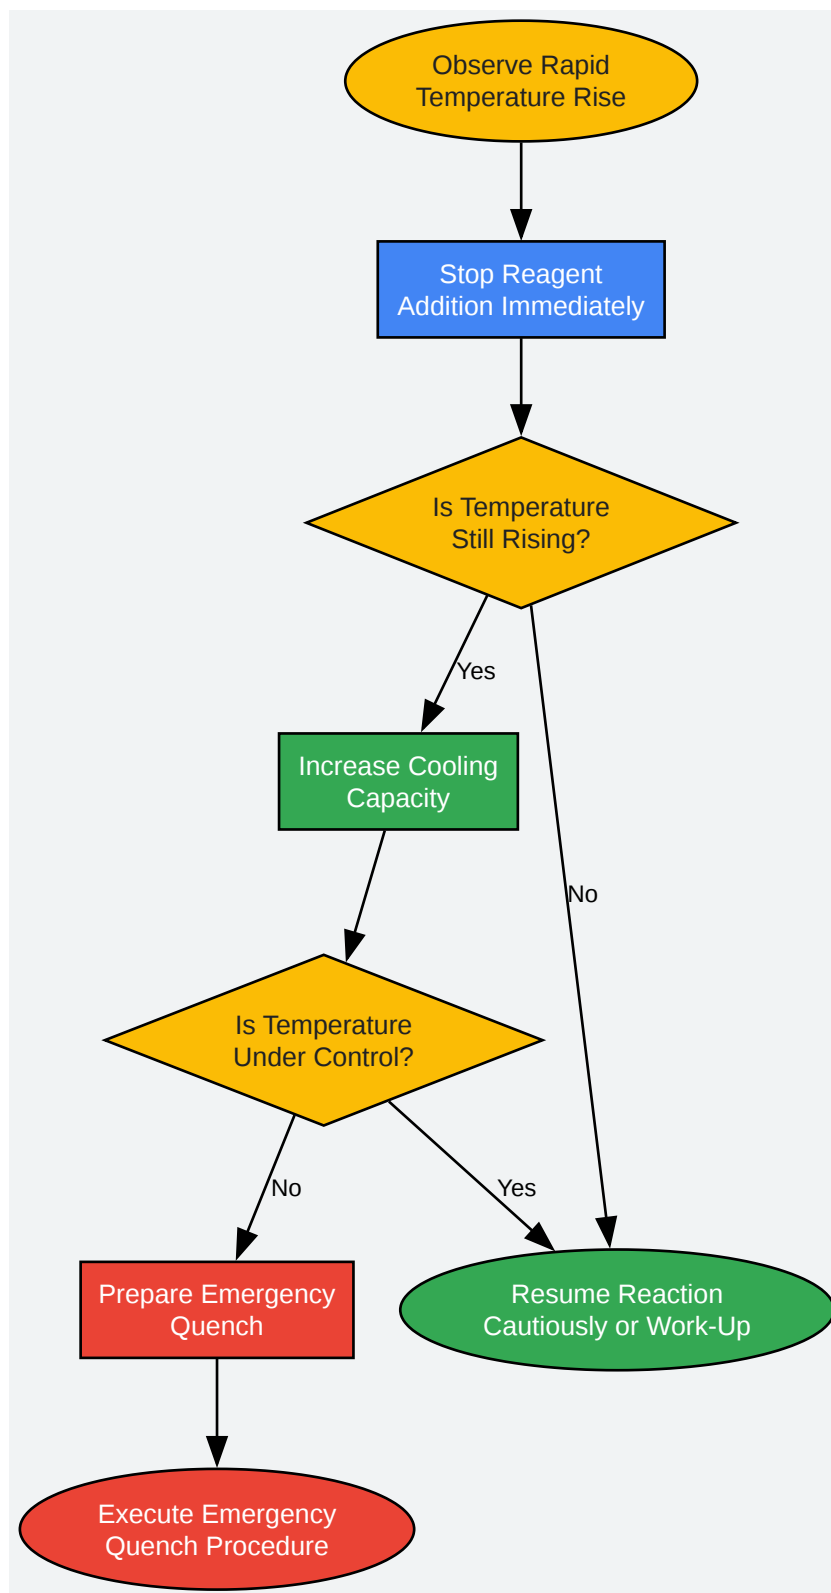 Observe Rapid
Temperature Rise
Stop Reagent
Addition Immediately
Is Temperature
Still Rising?
Yes
Increase Cooling
Capacity
No
Is Temperature
Under Control?
No
Yes
Prepare Emergency
Quench
Resume Reaction
Cautiously or Work-Up
Execute Emergency
Quench Procedure